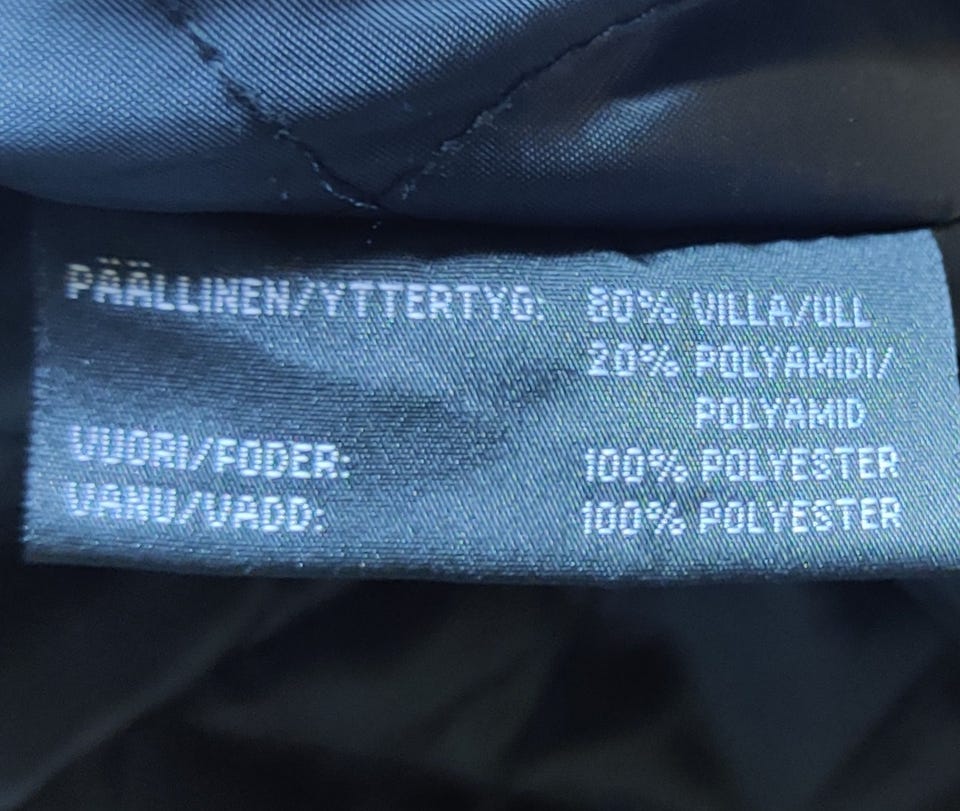 PÄÄLLINEN/YTTERTYG: 80% VILLA/ULL
20% POLYAMIDI/
POLYAMID
VUORI/FODER: 100% POLYESTER
VANU/VADD: 100% POLYESTER